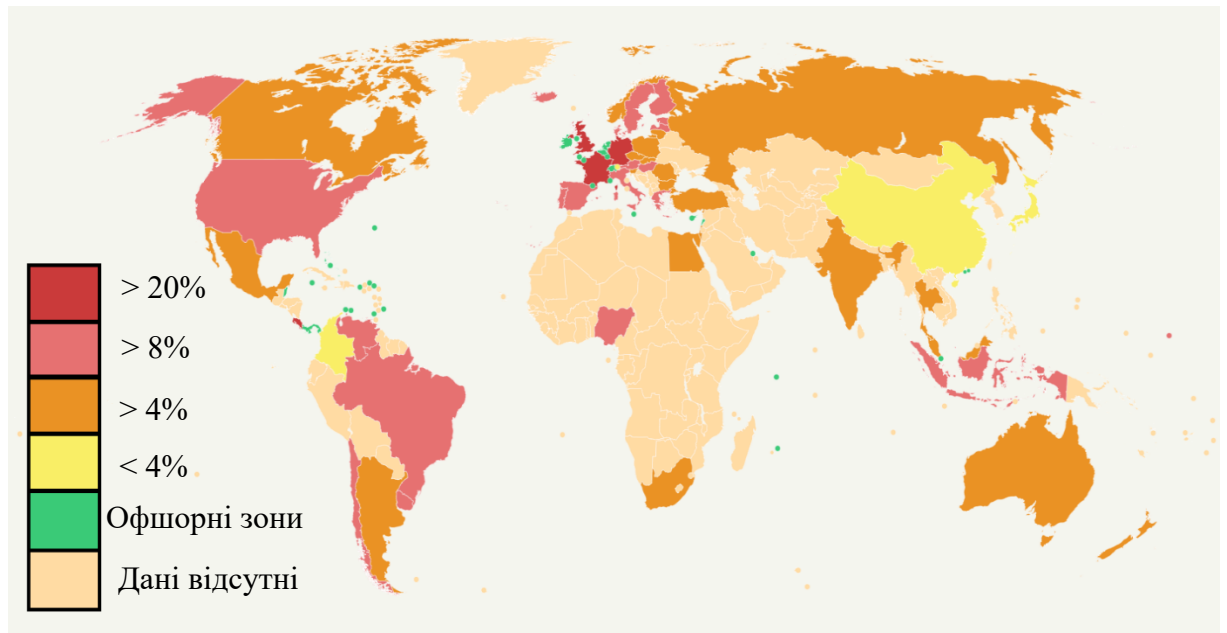 > 20%
> 8%
> 4%
< 4%
Офшорні зони
Дані відсутні